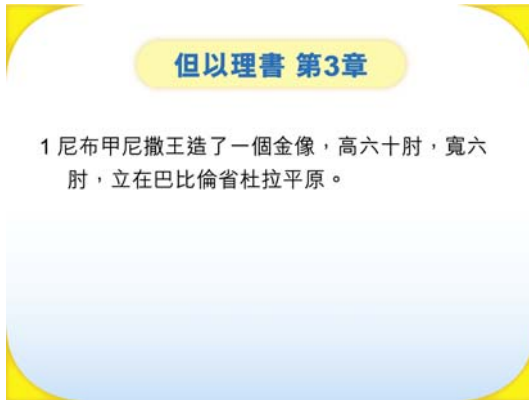 但以理書 第3章
1 尼布甲尼撒王造了一個金像，高六十肘，寬六
肘，立在巴比倫省杜拉平原。